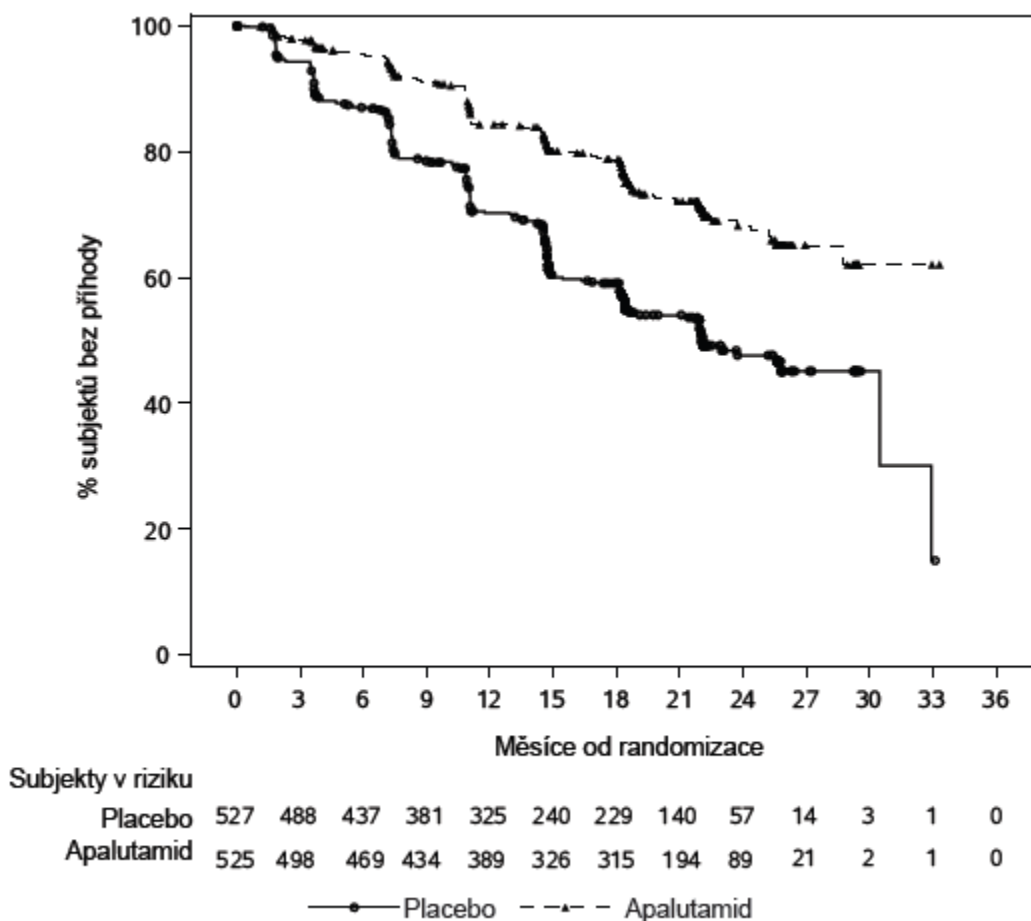 100
80
60
40
20
0
% subjektů bez příhody
0 3 6 9 12 15 18 21 24 27 30 33 36
Měsíce od randomizace
Subjekty v riziku
Placebo 527 488 437 381 325 240 229 140 57 14 3 1 0
Apalutamid 525 498 469 434 389 326 315 194 89 21 2 1 0
Placebo Apalutamid